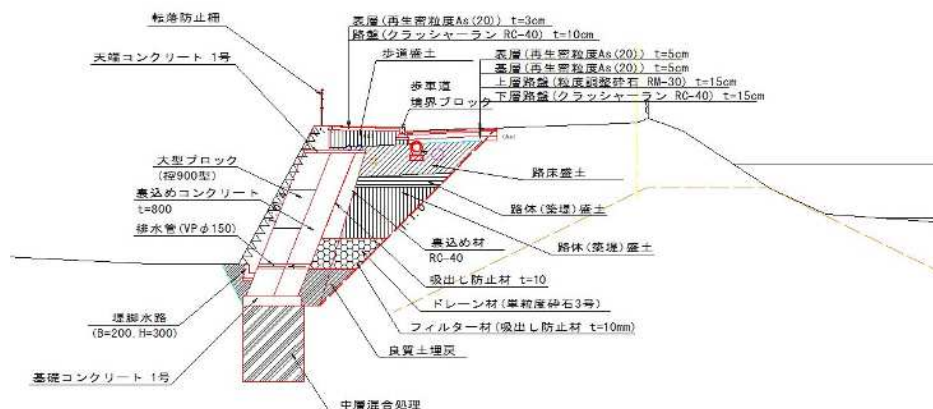 転落防止柵
表層(再生密粒度As(20)) t=3cm
路盤(クラッシャーラン RC-40) t=10cm
天端コンクリート 1号
歩道盛土
表層(再生密粒度As(20)) t=5cm
基層(再生密粒度As(20)) t=5cm
上層路盤(粒度調整砕石 RM-30) t=15cm
下層路盤(クラッシャーラン RC-40) t=15cm
歩車道
境界ブロック
大型ブロック
(控900型)
路床盛土
裏込めコンクリート
t=800
路体(築堤)盛土
排水管(VPφ150)
裏込め材
RC-40
路体(築堤)盛土
吸出し防止材 t=10
ドレーン材(単粒度砕石3号)
堤脚水路
(B=200.H=300)
フィルター材(吸出し防止材 t=10mm)
良質土埋戻
基礎コンクリート 1号
中層混合処理